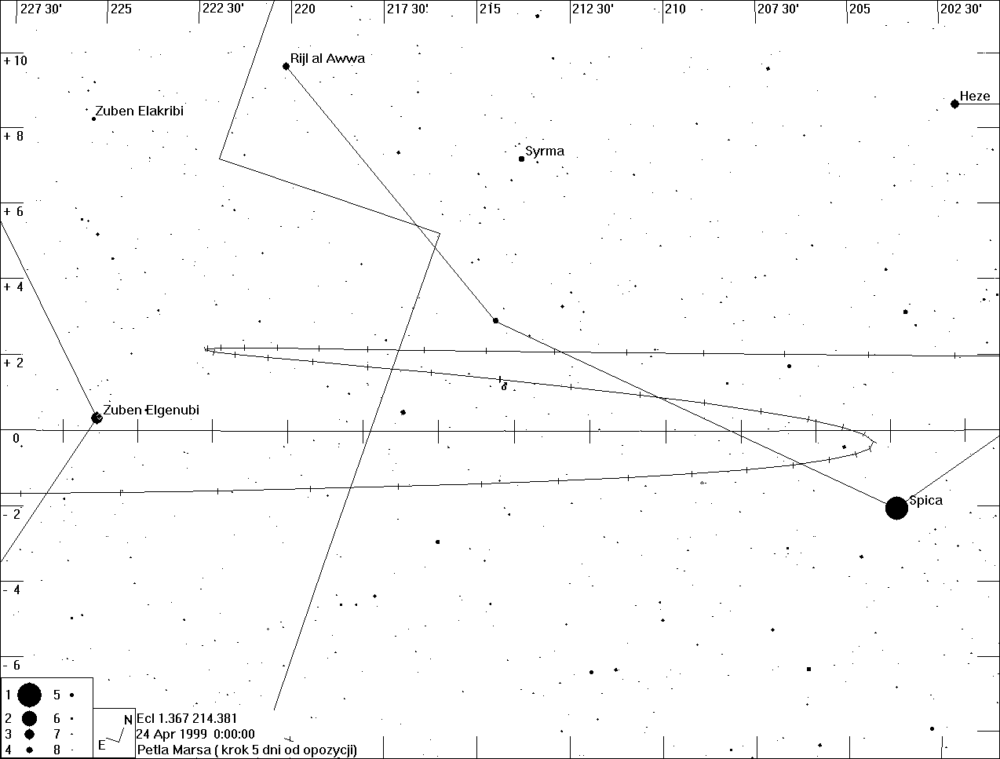 227 30' 225 222 30' 220 217 30' 215 212 30' 210 207 30' 205 202 30'
+ 10
Rijl al Awwa
Heze
Zuben Elakribi
+ 8
Syrma
+ 6
+ 4
+ 2
♂
Zuben Elgenubi
0
Spica
- 2
- 4
- 6
1 5
2 6
3 7
4 8
N
E
Ecl 1.367 214.381
24 Apr 1999 0:00:00
Petla Marsa ( krok 5 dni od opozycji)